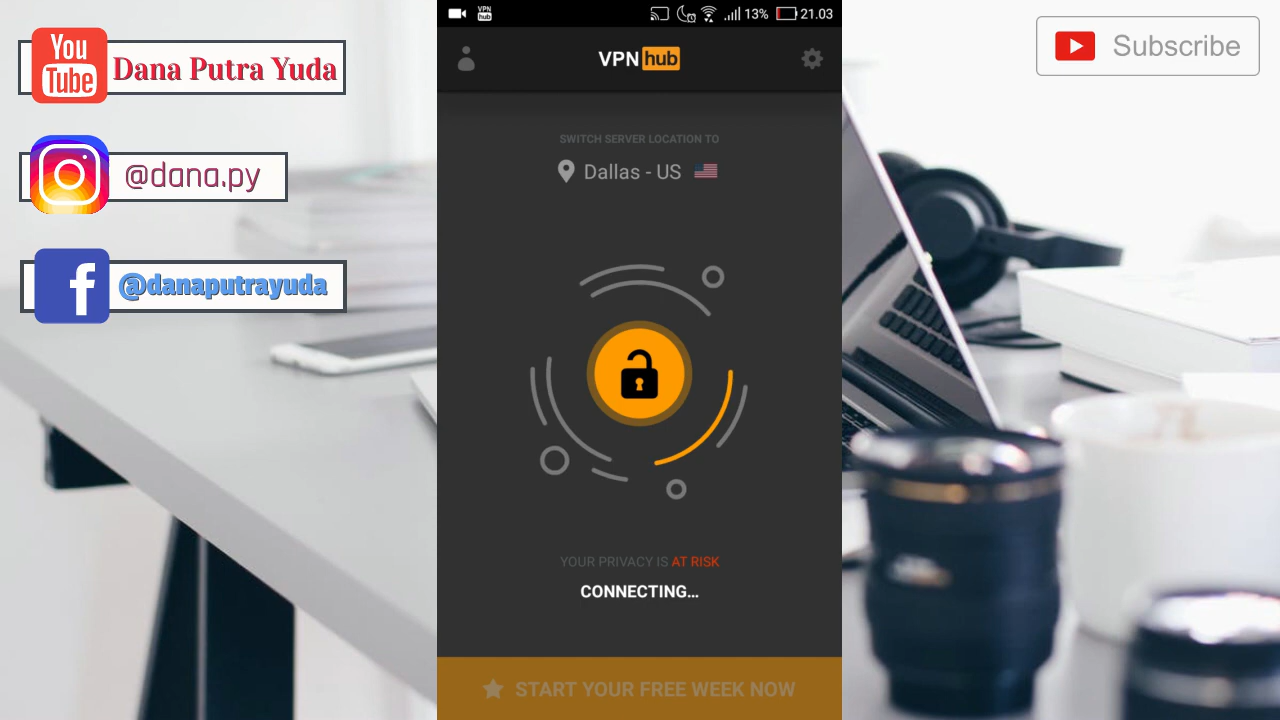 You
Tube
Dana Putra Yuda
@dana.py
f
@danaputrayuda
VPN
hub
13%
21.03
VPN hub
SWITCH SERVER LOCATION TO
Dallas - US
YOUR PRIVACY IS AT RISK
CONNECTING...
START YOUR FREE WEEK NOW
Subscribe